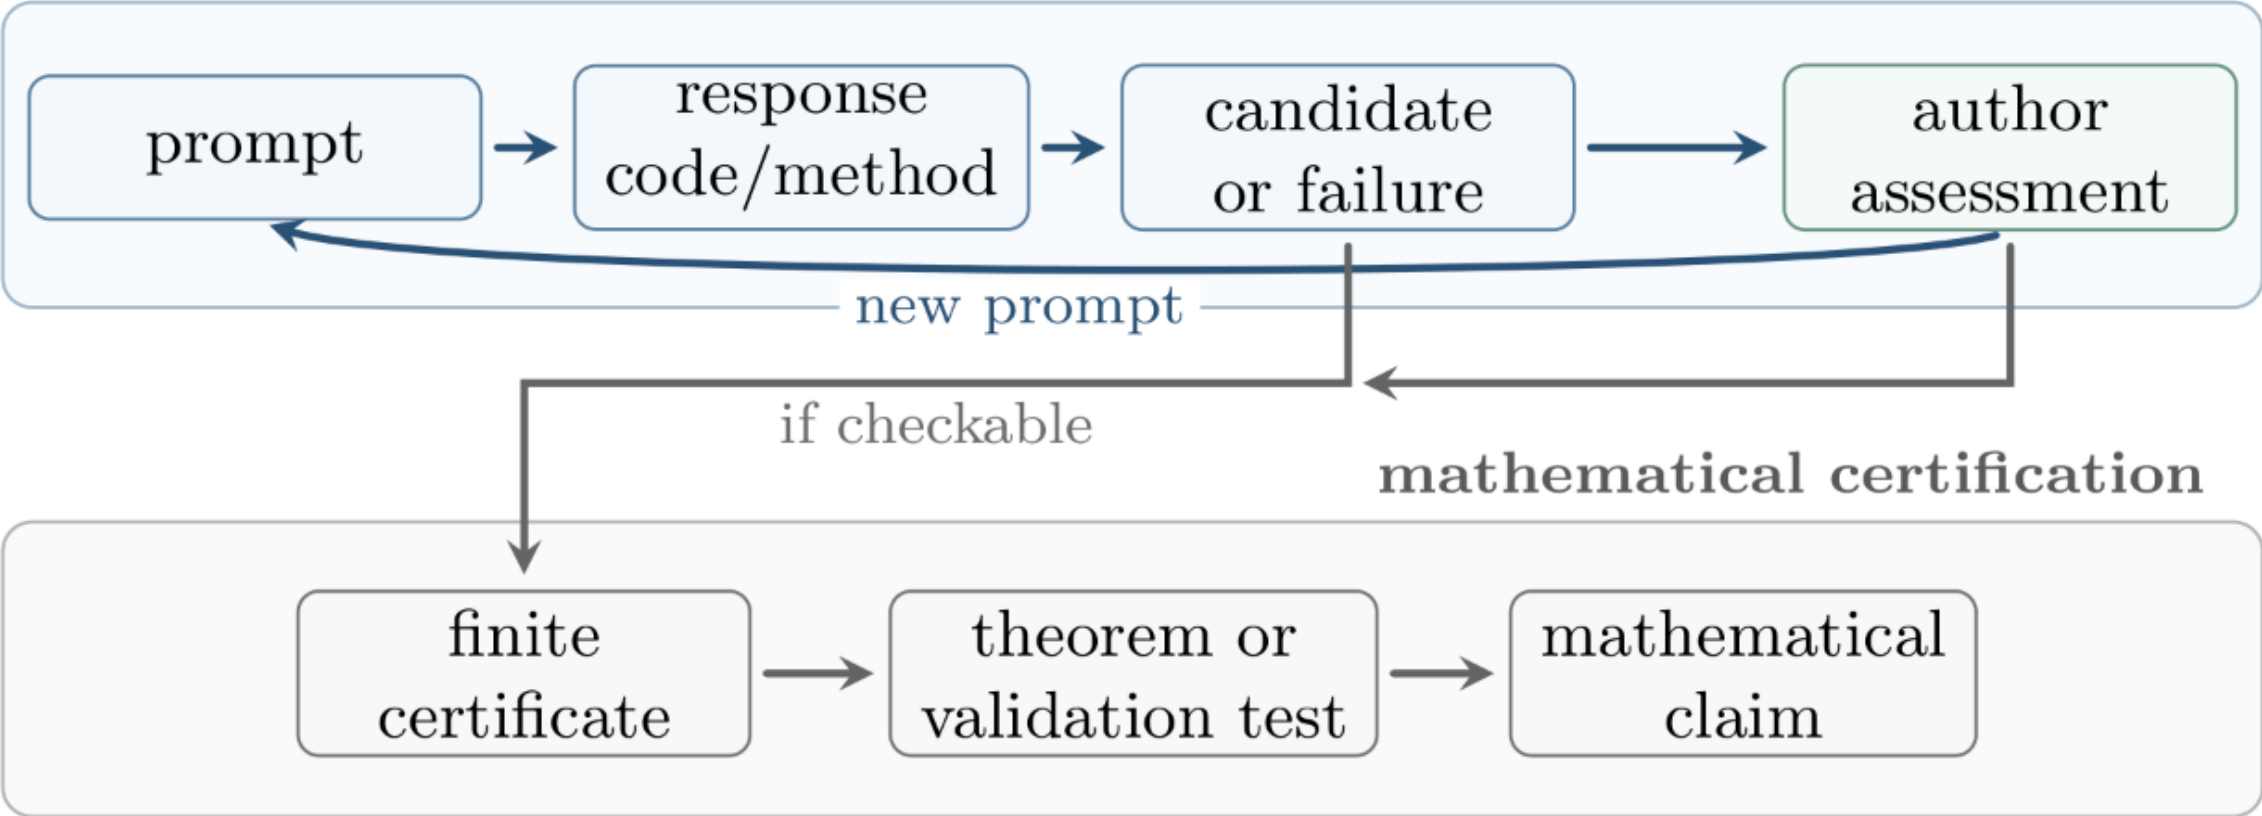 prompt
response
code/method
candidate
or failure
author
assessment
new prompt
if checkable
mathematical certification
finite
certificate
theorem or
validation test
mathematical
claim